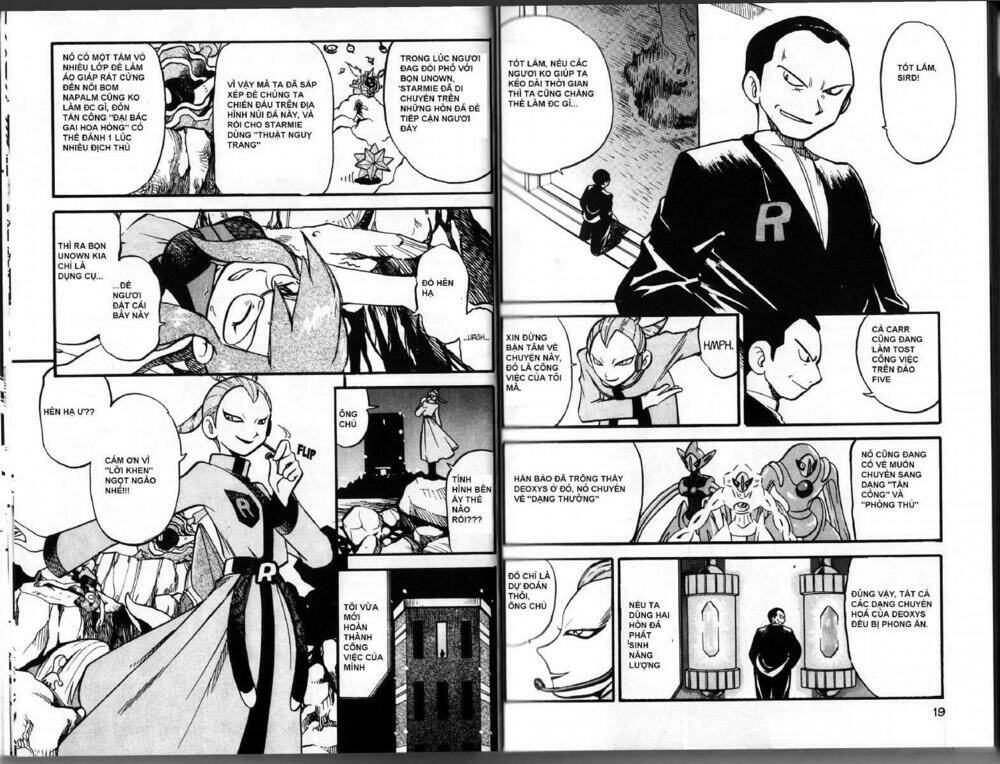 NÓ CÓ MỘT TẤM VỎ
NHIỀU LỚP ĐỂ LÀM
ÁO GIÁP RẤT CỨNG
ĐẾN NỖI BOM
NAPALM CŨNG KO
LÀM ĐC GÌ, ĐÒN
TẤN CÔNG "ĐẠI BÁC
GAI HOA HỒNG" CÓ
THỂ ĐÁNH 1 LÚC
NHIỀU ĐỊCH THỦ
VÌ VẬY MÀ TA ĐÃ SẮP
XẾP ĐỂ CHÚNG TA
CHIẾN ĐẤU TRÊN ĐỊA
HÌNH NÚI ĐÁ NÀY, VÀ
RỒI CHO STARMIE
DÙNG "THUẬT NGUỴ
TRANG"
TRONG LÚC NGƯƠI
ĐAG ĐỐI PHÓ VỚI
BỌN UNOWN,
STARMIE ĐÃ DI
CHUYỂN TRÊN
NHỮNG HÒN ĐÁ ĐỂ
TIẾP CẬN NGƯƠI
ĐẤY
THÌ RA BỌN
UNOWN KIA
CHỈ LÀ
DỤNG CỤ...
...ĐỂ
NGƯƠI
ĐẶT CÁI
BẪY NÀY
ĐỒ HÈN
HẠ
...URGH...
HÈN HẠ Ư??
CÁM ƠN VÌ
"LỜI KHEN"
NGỌT NGÀO
NHÉ!!!
FLIP
R
R
ÔNG
CHỦ
TÌNH
HÌNH BÊN
ẤY THẾ
NÀO
RỒI???
TÔI VỪA
MỚI
HOÀN
THÀNH
CÔNG
VIỆC CỦA
MÌNH
TỐT LẮM, NẾU CÁC
NGƯƠI KO GIÚP TA
KÉO DÀI THỜI GIAN
THÌ TA CŨNG CHẲNG
THỂ LÀM ĐC GÌ...
TỐT LẮM,
SIRD!
R
XIN ĐỪNG
BẬN TÂM VỀ
CHUYỆN NÀY,
ĐÓ LÀ CÔNG
VIỆC CỦA TÔI
MÀ.
HMPH.
CẢ CARR
CŨNG ĐANG
LÀM TOST
CÔNG VIỆC
TRÊN ĐẢO
FIVE
HẮN BẢO ĐÃ TRÔNG THẤY
DEOXYS Ở ĐÓ, NÓ CHUYỂN
VỀ "DẠNG THƯỜNG"
NÓ CŨNG ĐANG
CÓ VẺ MUỐN
CHUYỂN SANG
DẠNG "TẤN
CÔNG" VÀ
"PHÒNG THỦ"
ĐÓ CHỈ LÀ
DỰ ĐOÁN
THÔI,
ÔNG CHỦ
NẾU TA
DÙNG HAI
HÒN ĐÁ
PHÁT
SINH
NĂNG
LƯỢNG
ĐÚNG VẬY, TẤT CẢ
CÁC DẠNG CHUYỂN
HOÁ CỦA DEOXYS
ĐỀU BỊ PHONG ẤN.
19